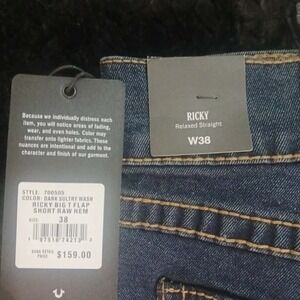 Because we individually distress each
item, you will notice areas of fading,
wear, and even holes. Color may
transfer onto lighter fabrics. These
nuances are intentional and add to the
character and finish of our garment.
STYLE: 700505
COLOR: DARK SULTRY WASH
RICKY BIG T FLAP
SHORT RAW HEM
SIZE:
38
PRICE $159.00
RICKY
Relaxed Straight
W38